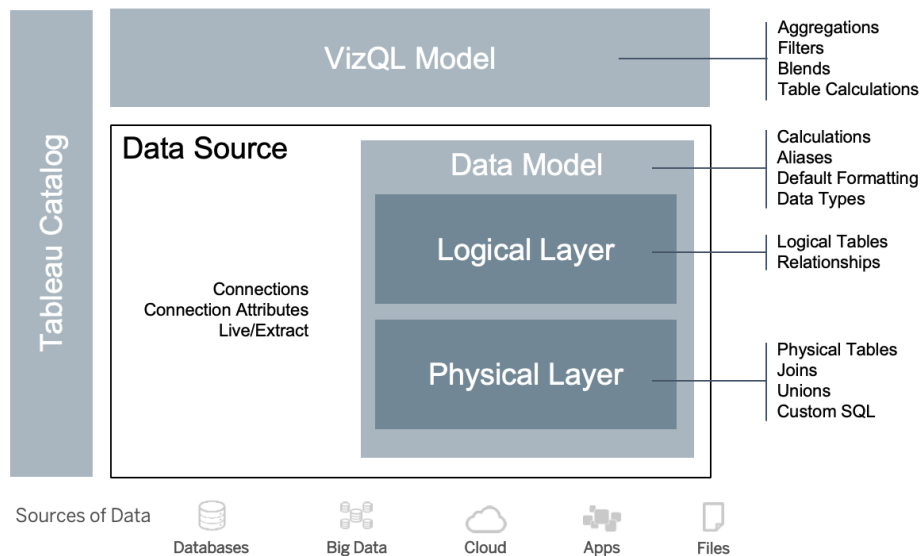 Tableau Catalog
VizQL Model
Aggregations
Filters
Blends
Table Calculations
Data Source
Data Model
Calculations
Aliases
Default Formatting
Data Types
Logical Layer
Logical Tables
Relationships
Connections
Connection Attributes
Live/Extract
Physical Layer
Physical Tables
Joins
Unions
Custom SQL
Sources of Data
Databases
Big Data
Cloud
Apps
Files